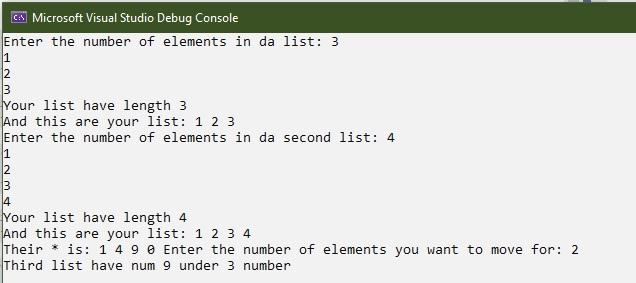 Microsoft Visual Studio Debug Console
Enter the number of elements in da list: 3
1
2
3
Your list have length 3
And this are your list: 1 2 3
Enter the number of elements in da second list: 4
1
2
3
4
Your list have length 4
And this are your list: 1 2 3 4
Their * is: 1 4 9 0 Enter the number of elements you want to move for: 2
Third list have num 9 under 3 number